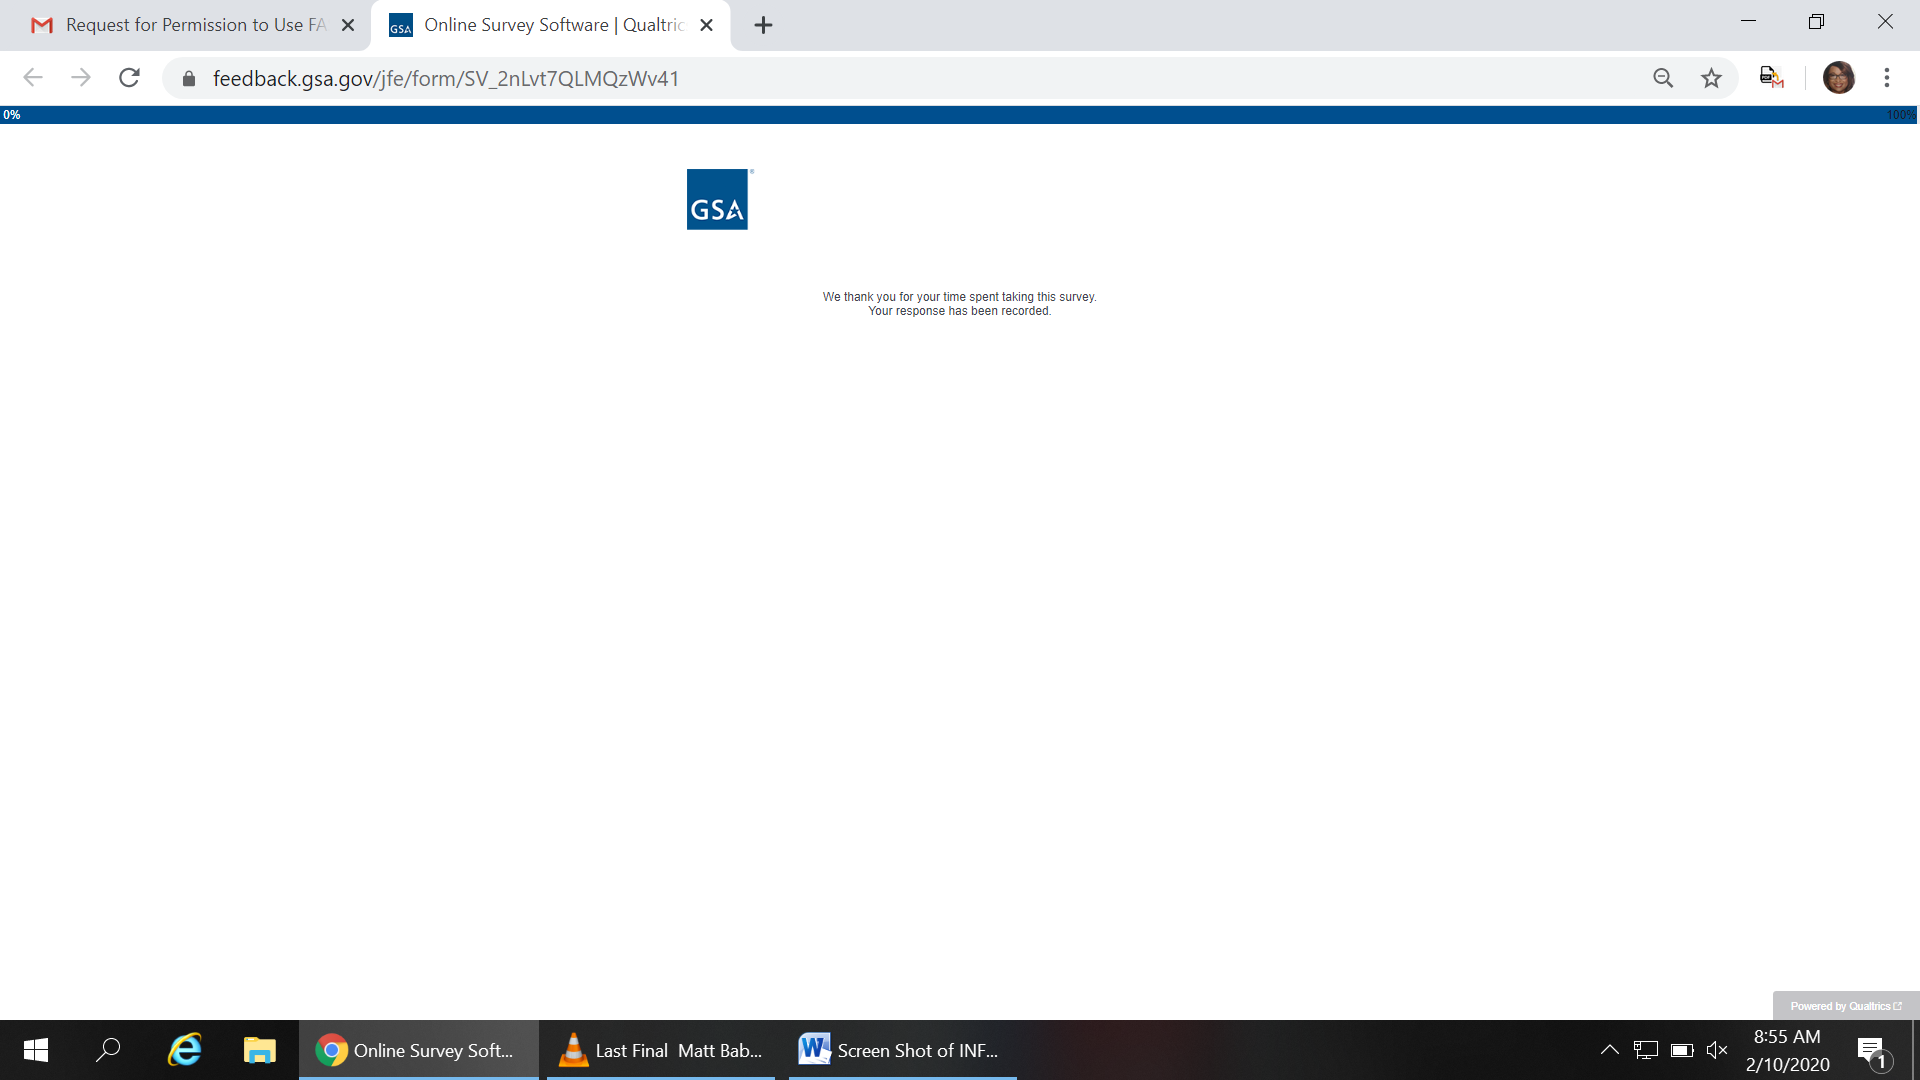 Request for Permission to Use FA
Online Survey Software | Qualtric
feedback.gsa.gov/jfe/form/SV_2nLvt7QLMQzWv41
0%
100%
GSA
We thank you for your time spent taking this survey.
Your response has been recorded.
Powered by Qualtrics
Online Survey Soft...
Last Final Matt Bab...
Screen Shot of INF...
8:55 AM
2/10/2020
1